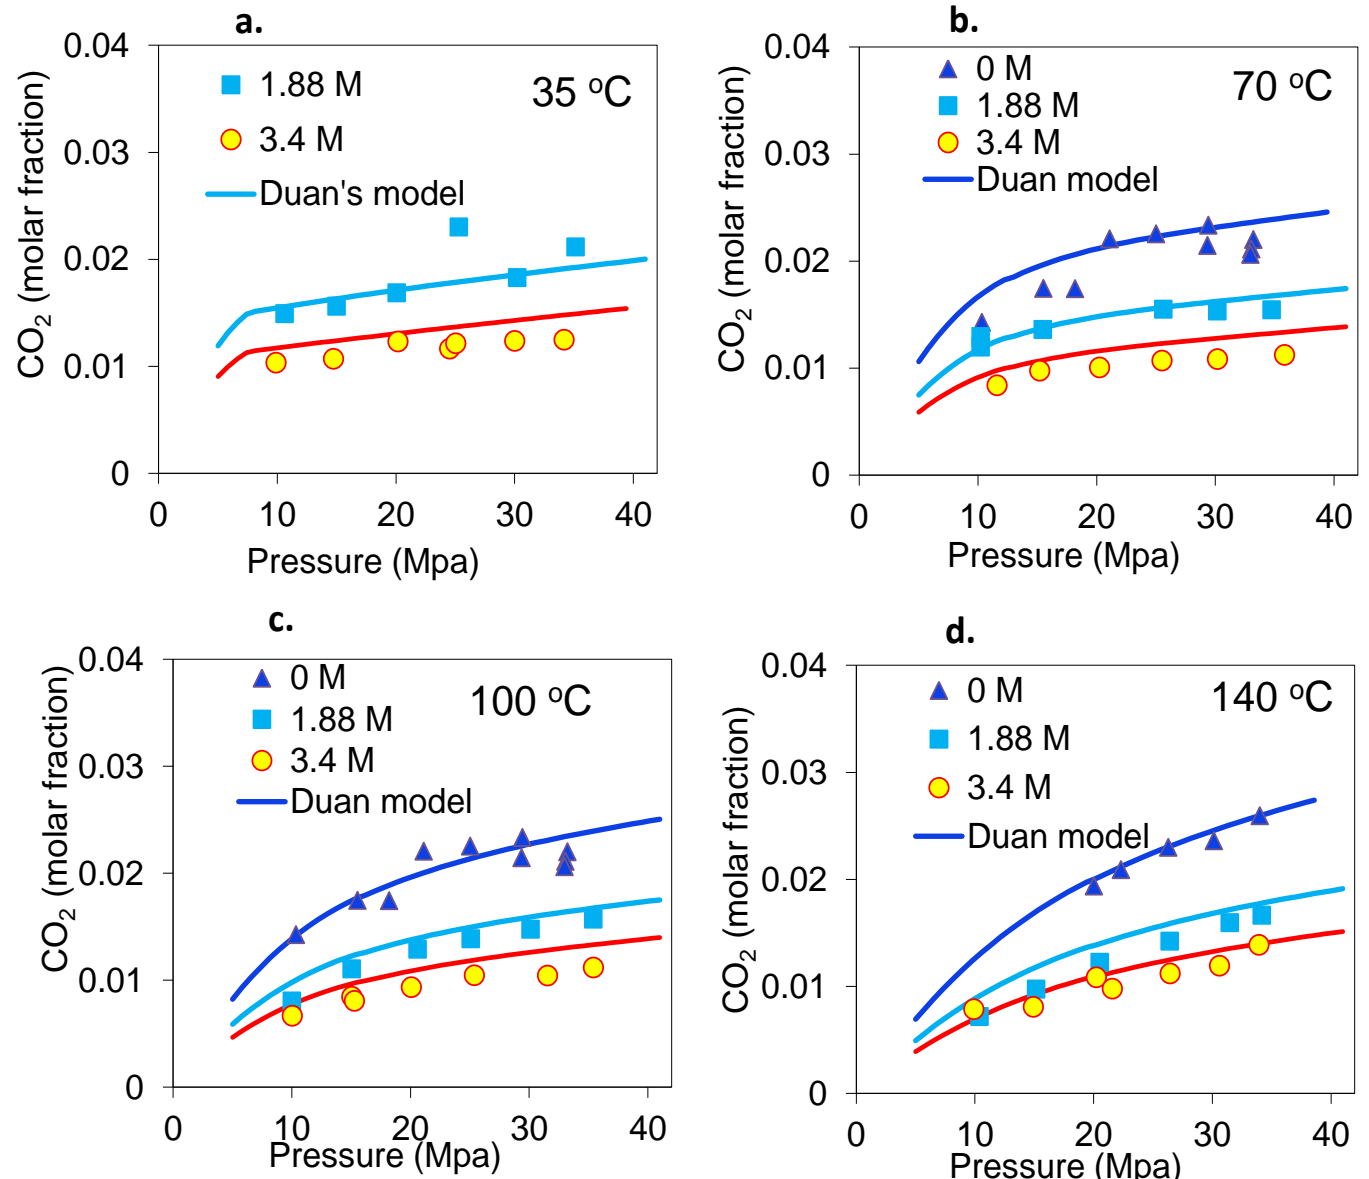 a.
0.04
0.03
0.02
0.01
0
CO₂ (molar fraction)
1.88 M
3.4 M
Duan's model
35 ºC
0 10 20 30 40
Pressure (Mpa)
b.
0.04
0.03
0.02
0.01
0
CO₂ (molar fraction)
0 M
1.88 M
3.4 M
Duan model
70 ºC
0 10 20 30 40
Pressure (Mpa)
c.
0.04
0.03
0.02
0.01
0
CO₂ (molar fraction)
0 M
1.88 M
3.4 M
Duan model
100 ºC
0 10 20 30 40
Pressure (Mpa)
d.
0.04
0.03
0.02
0.01
0
CO₂ (molar fraction)
0 M
1.88 M
3.4 M
Duan model
140 ºC
0 10 20 30 40
Pressure (Mpa)